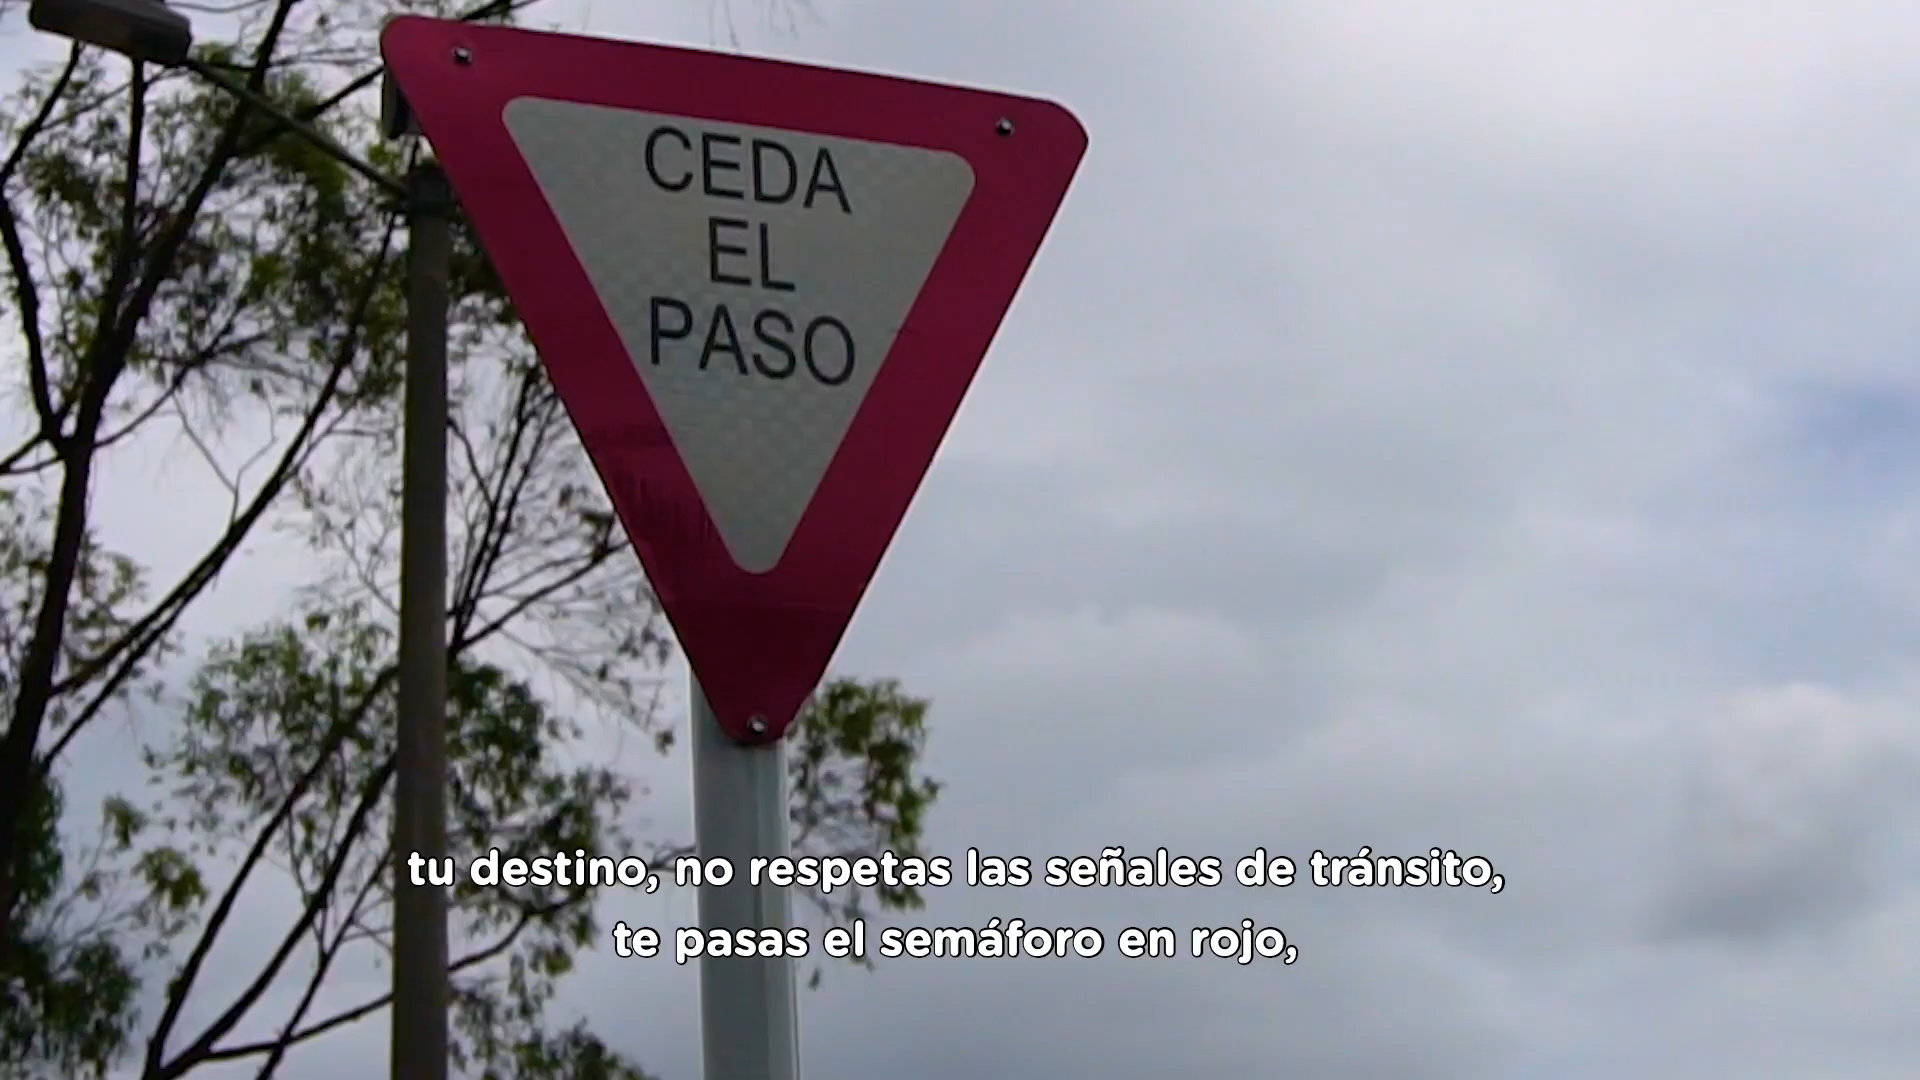 CEDA
EL
PASO
tu destino, no respetas las señales de tránsito,
te pasas el semáforo en rojo,